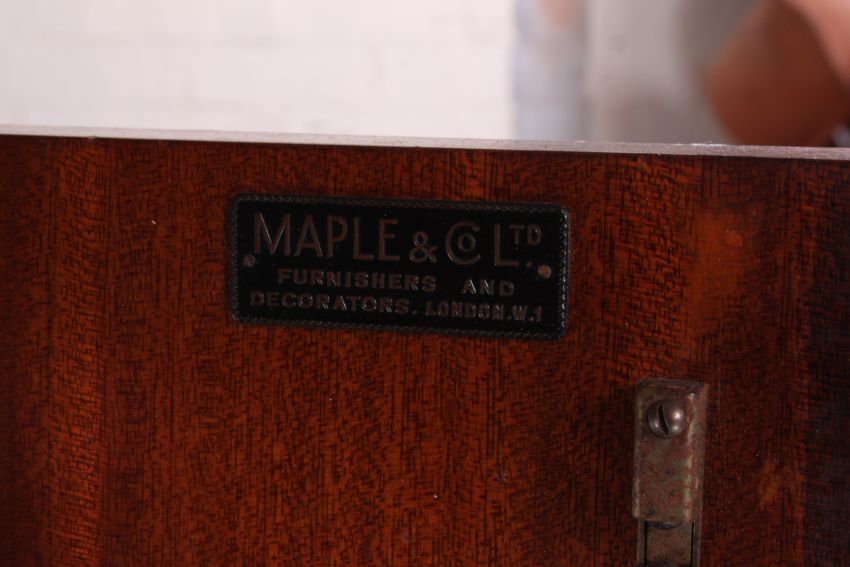 MAPLE & Co LTD.
FURNISHERS AND
DECORATORS. LONDON. W.1